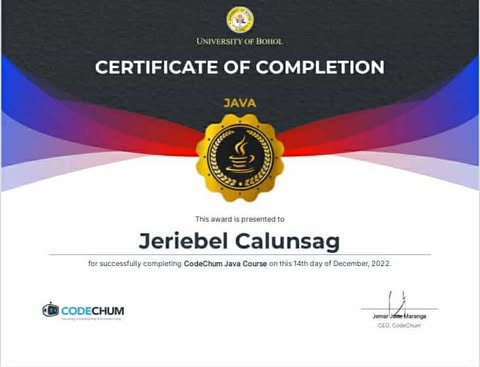 UNIVERSITY OF BOHOL
CERTIFICATE OF COMPLETION
JAVA
This award is presented to
Jeriebel Calunsag
for successfully completing CodeChum Java Course on this 14th day of December, 2022.
CODECHUM
Jemar Jude Maranga
CEO, CodeChum